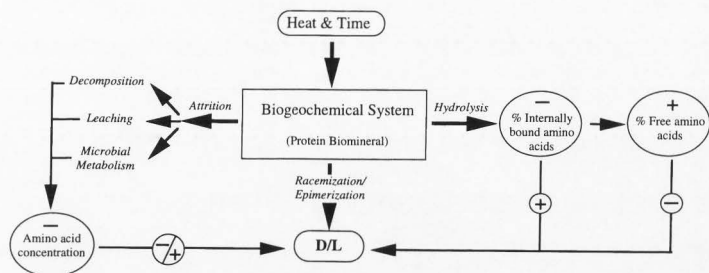 Heat & Time
Decomposition
Attrition
Leaching
Microbial
Metabolism
Biogeochemical System
(Protein Biomineral)
Hydrolysis
−
% Internally
bound amino
acids
+
% Free amino
acids
Racemization/
Epimerization
+
−
−
Amino acid
concentration
−/+
D/L